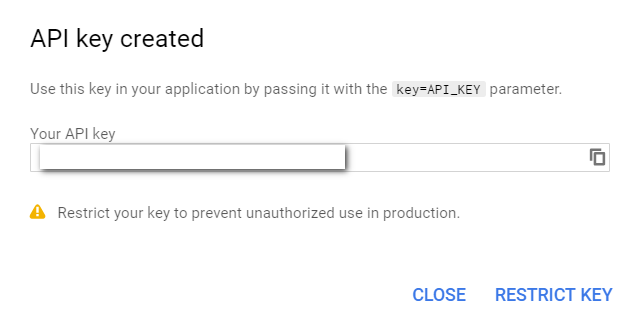 API key created
Use this key in your application by passing it with the key=API_KEY parameter.
Your API key
Restrict your key to prevent unauthorized use in production.
CLOSE RESTRICT KEY